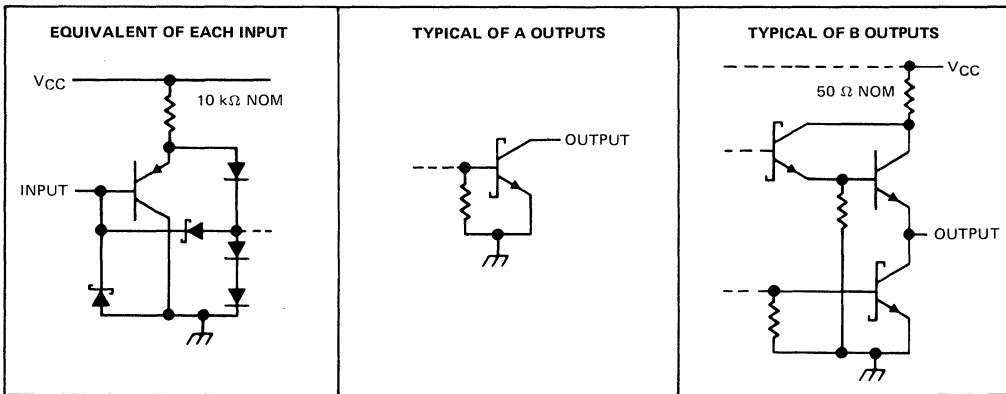 EQUIVALENT OF EACH INPUT
VCC
10 kΩ NOM
INPUT
TYPICAL OF A OUTPUTS
OUTPUT
TYPICAL OF B OUTPUTS
VCC
50 Ω NOM
OUTPUT